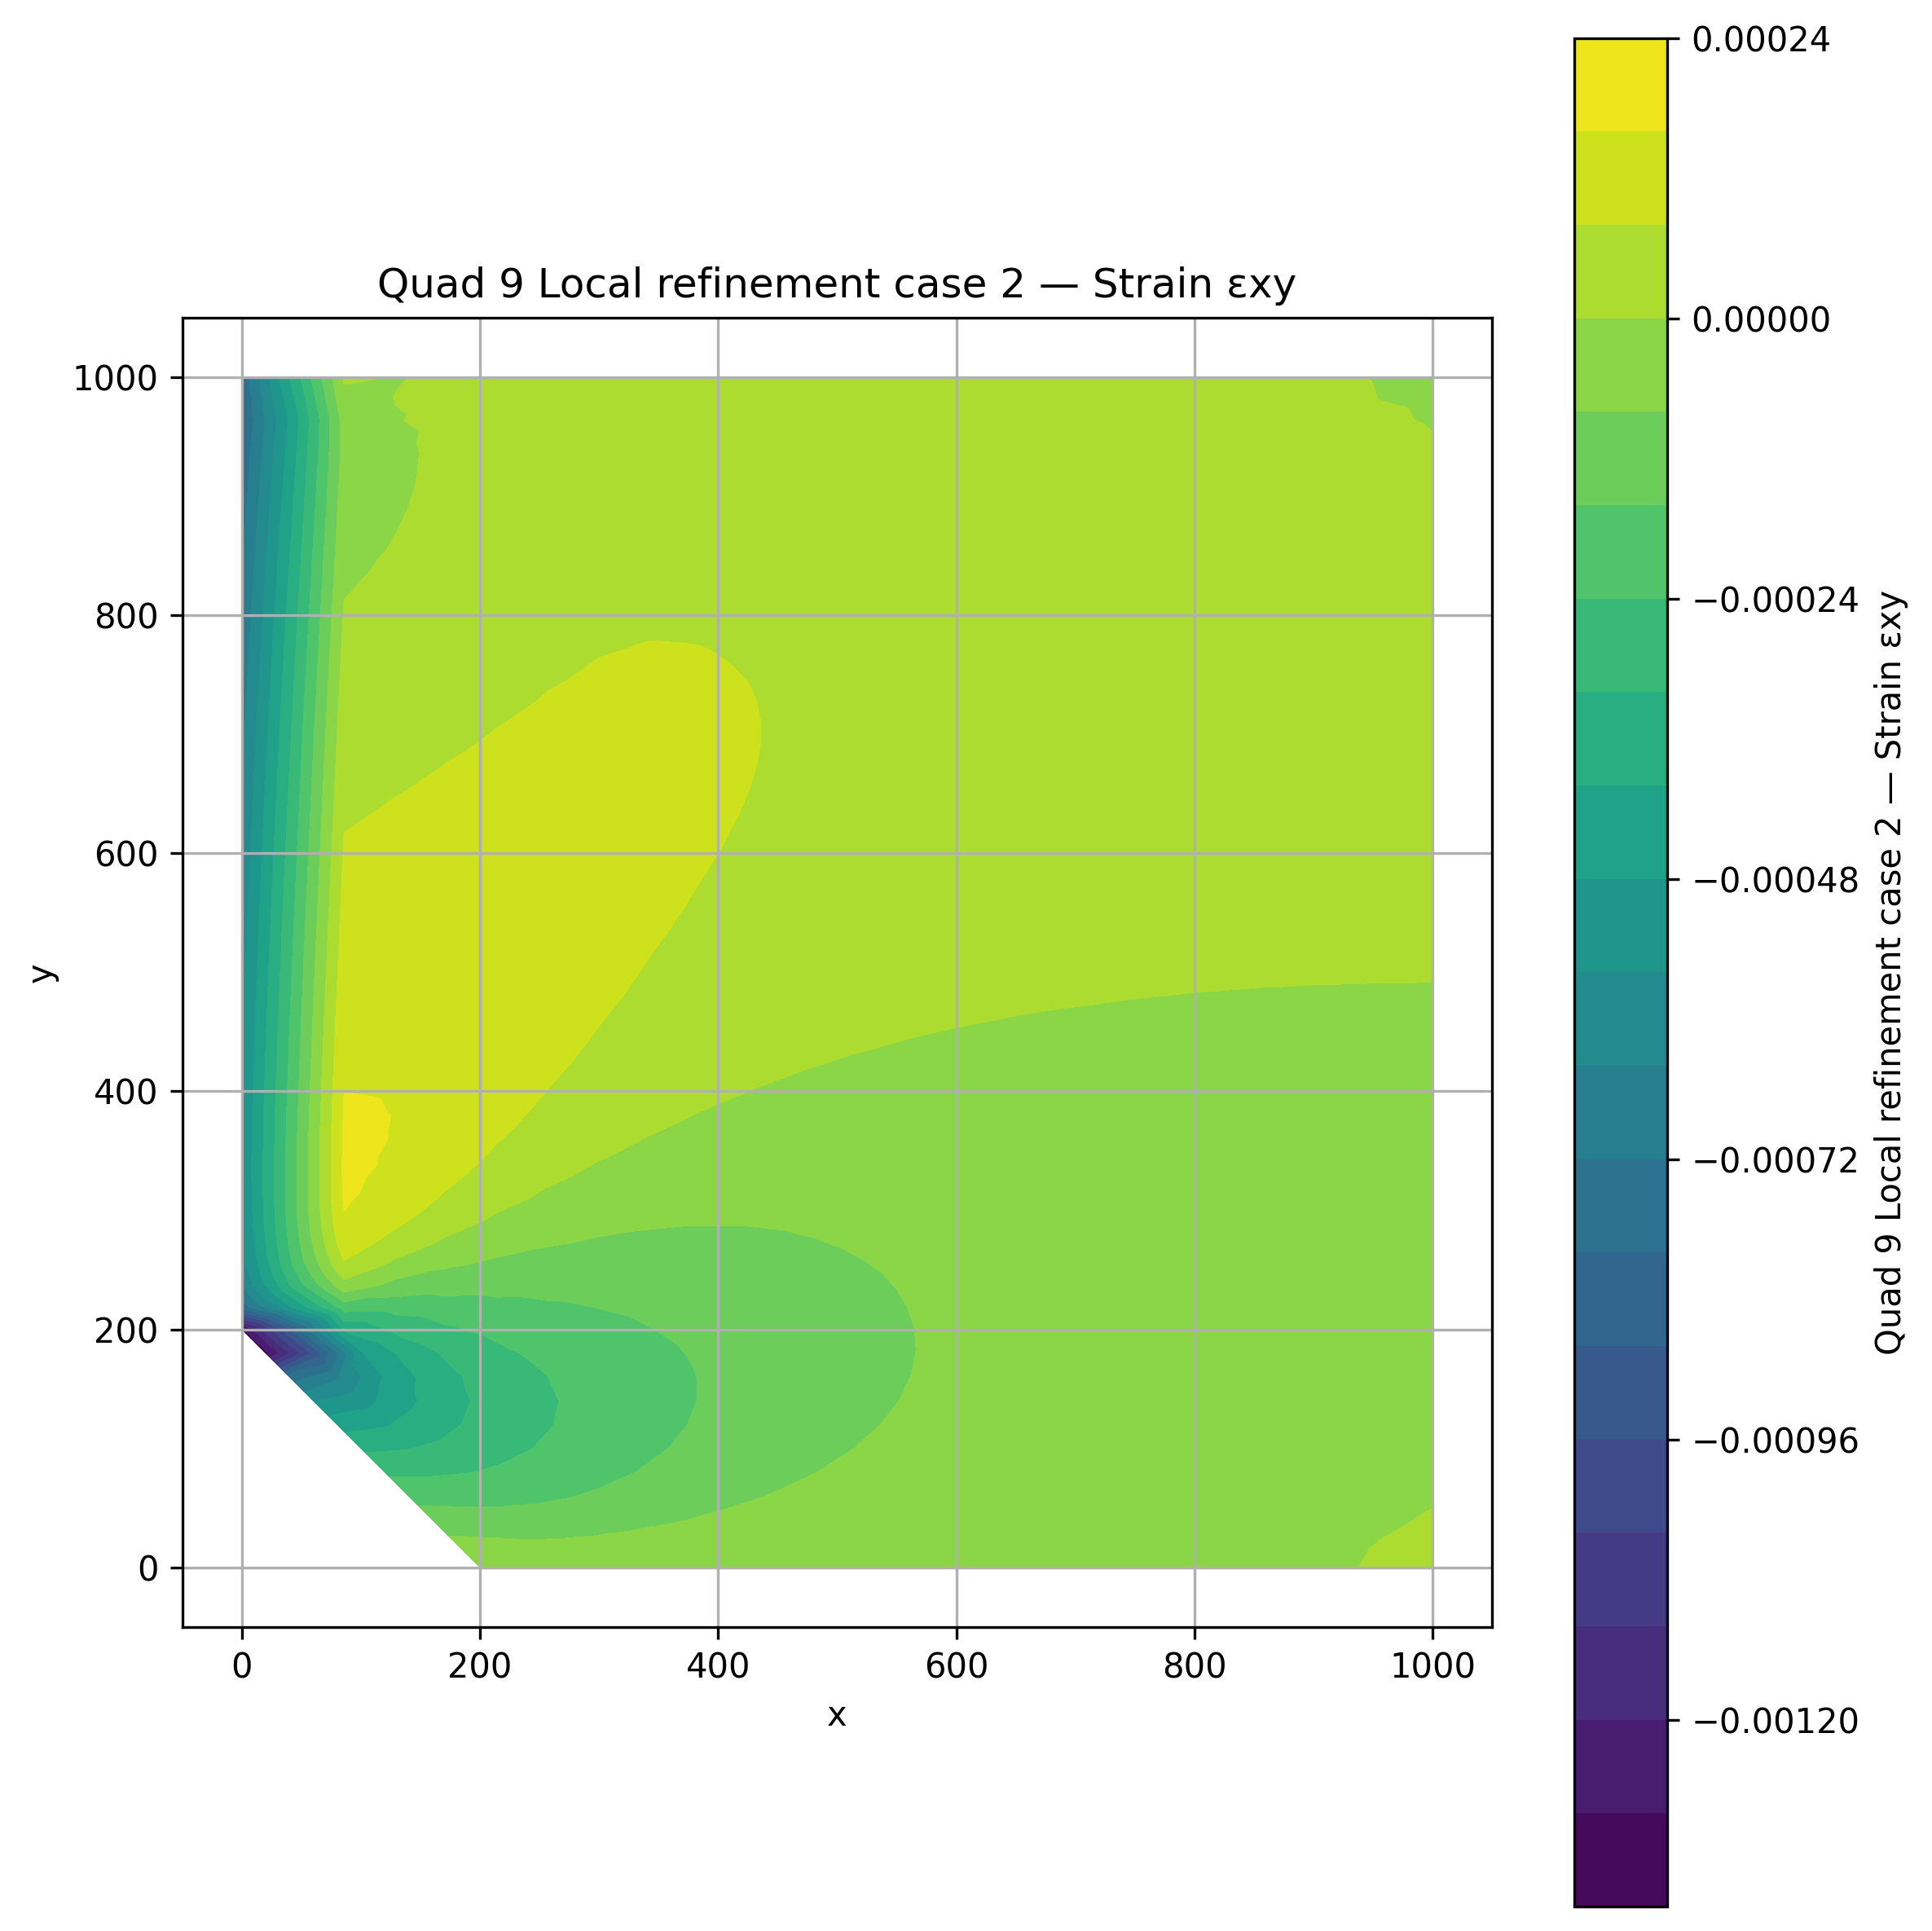 Quad 9 Local refinement case 2 — Strain εxy
1000
800
600
400
200
0
y
0 200 400 600 800 1000
x
0.00024
0.00000
−0.00024
−0.00048
−0.00072
−0.00096
−0.00120
Quad 9 Local refinement case 2 — Strain εxy